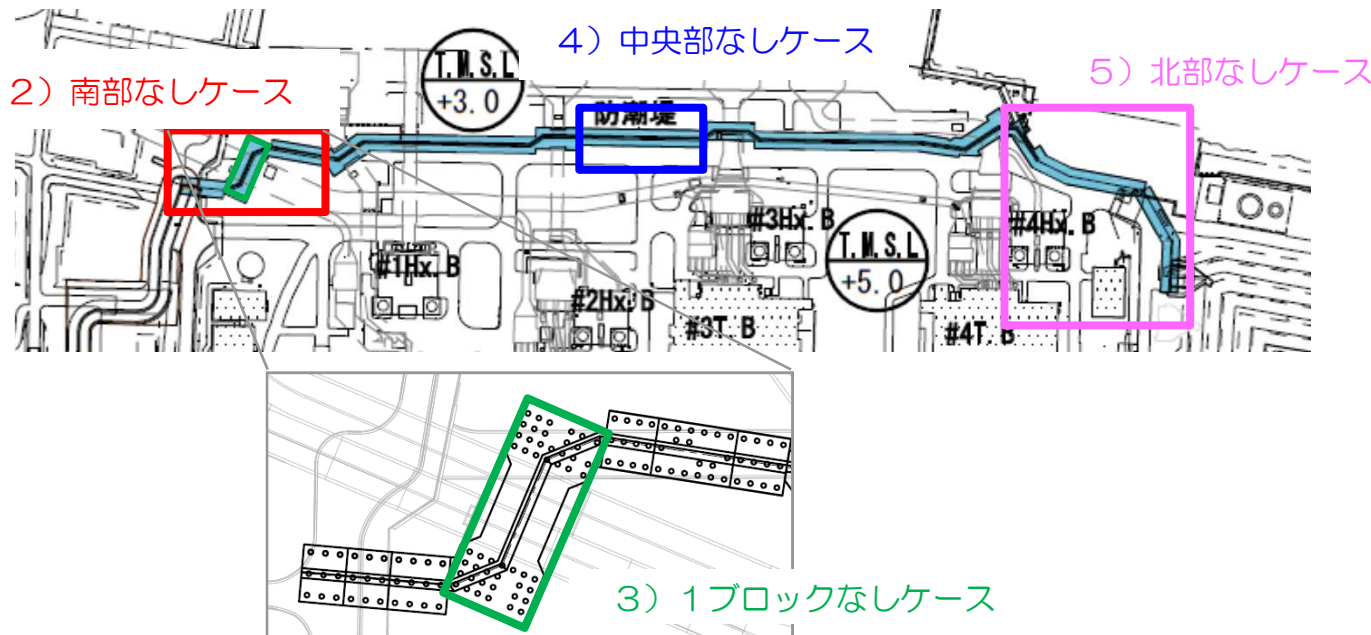 4）中央部なしケース
T.M.S.L
+3.0
2）南部なしケース
5）北部なしケース
防潮堤
#1Hx.B
#2Hx.B
#3Hx.B
T.M.S.L
+5.0
#4Hx.B
#3T.B
#4T.B
3）1ブロックなしケース